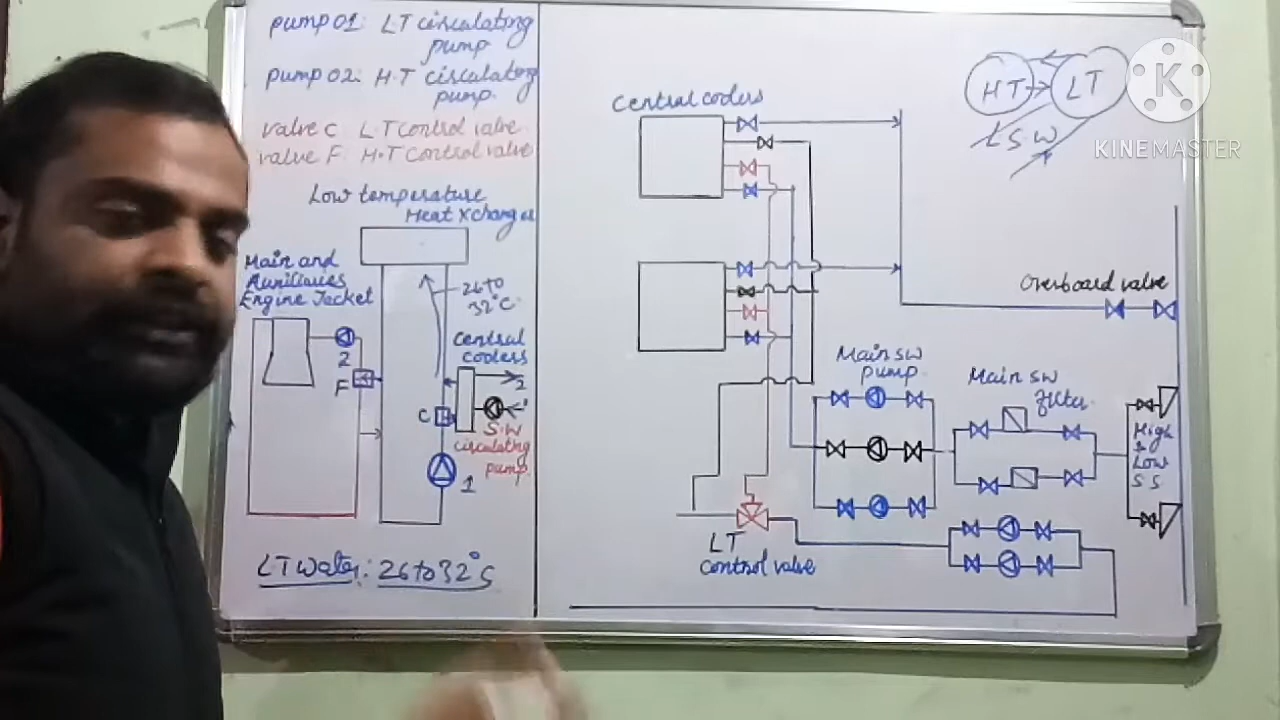 pump 01: LT circulating
pump
pump 02: H.T circulating
pump.
valve C L.T control valve
valve F H.T control valve
Low temperature
Heat Xchanger
Main and
Auxiliaries
Engine Jacket
26 to
32°C
Central
coolers
2
F
C
2
1
S.W
circulating
pump.
1
LT Water: 26 to 32°C
Central coolers
HT
LT
S.W
K
KINEMASTER
Overboard valve
Main SW
pump
Main SW
filter
High
&
Low
S S
LT
control valve